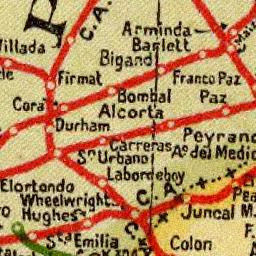 P
C. A.
Arminda
Villada
Barlett
Bigand
Firmat
Franco Paz
Cora
Bombal
Paz
Alcorta
Durham
Peyrano
Carreras
Sn Urbano
Ao del Medio
Labordeboy
Elortondo
C. A.
Wheelwright
Hughes
Juncal
M.
Sta Emilia
Colon
F.